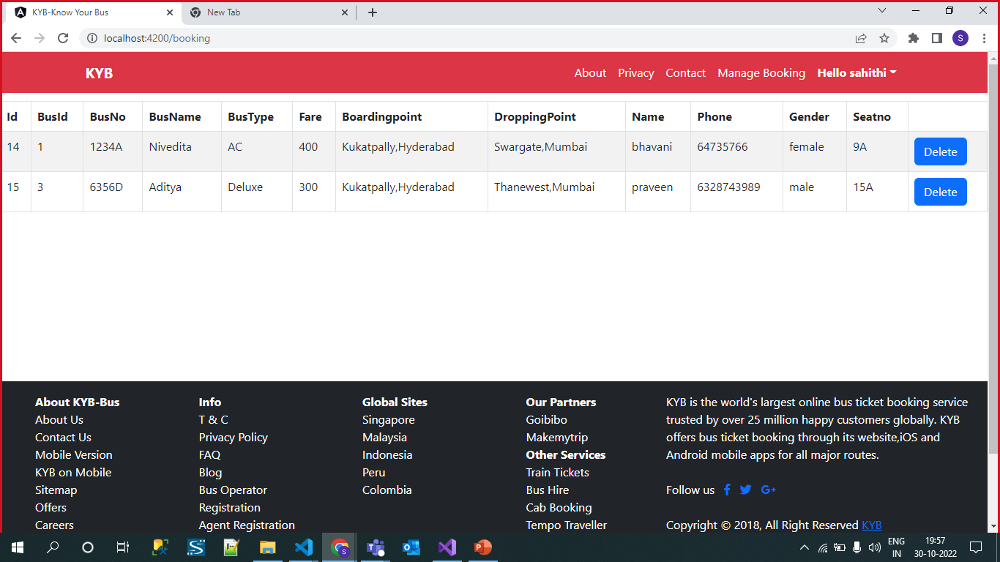 KYB-Know Your Bus
New Tab
localhost:4200/booking
S
KYB About Privacy Contact Manage Booking Hello sahithi
Id BusId BusNo BusName BusType Fare Boardingpoint DroppingPoint Name Phone Gender Seatno
14 1 1234A Nivedita AC 400 Kukatpally,Hyderabad Swargate,Mumbai bhavani 64735766 female 9A Delete
15 3 6356D Aditya Deluxe 300 Kukatpally,Hyderabad Thanewest,Mumbai praveen 6328743989 male 15A Delete
About KYB-Bus
About Us
Contact Us
Mobile Version
KYB on Mobile
Sitemap
Offers
Careers
Info
T & C
Privacy Policy
FAQ
Blog
Bus Operator
Registration
Agent Registration
Global Sites
Singapore
Malaysia
Indonesia
Peru
Colombia
Our Partners
Goibibo
Makemytrip
Other Services
Train Tickets
Bus Hire
Cab Booking
Tempo Traveller
KYB is the world's largest online bus ticket booking service
trusted by over 25 million happy customers globally. KYB
offers bus ticket booking through its website,iOS and
Android mobile apps for all major routes.
Follow us
Copyright © 2018, All Right Reserved KYB
ENG
IN
19:57
30-10-2022